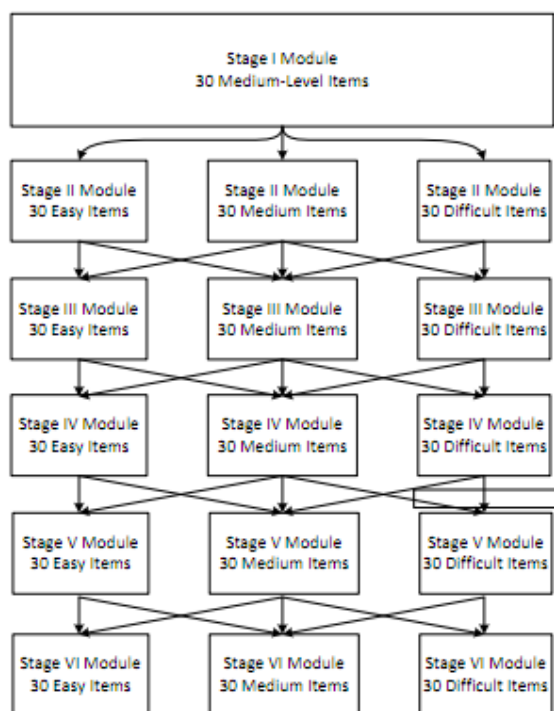 Stage I Module
30 Medium-Level Items
Stage II Module
30 Easy Items
Stage II Module
30 Medium Items
Stage II Module
30 Difficult Items
Stage III Module
30 Easy Items
Stage III Module
30 Medium Items
Stage III Module
30 Difficult Items
Stage IV Module
30 Easy Items
Stage IV Module
30 Medium Items
Stage IV Module
30 Difficult Items
Stage V Module
30 Easy Items
Stage V Module
30 Medium Items
Stage V Module
30 Difficult Items
Stage VI Module
30 Easy Items
Stage VI Module
30 Medium Items
Stage VI Module
30 Difficult Items